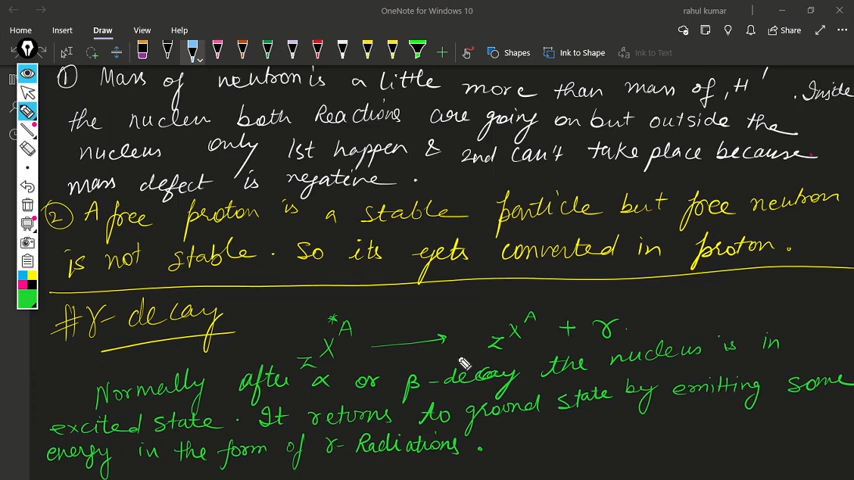 OneNote for Windows 10
rahul kumar
Home Insert Draw View Help
Share
Shapes Ink to Shape Ink to Text
① Mass of neutron is a little more than mass of ₁H¹. Inside
the nucleu both Reactions are going on but outside the
nucleus only 1st happen & 2nd can't take place because
mass defect is negative.
② A free proton is a stable particle but free neutron
is not stable. So its gets converted in proton.
# γ-decay
zX*A → zXA + γ.
Normally after α or β-decay the nucleus is in
excited state. It returns to ground state by emitting some
energy in the form of γ-Radiations.